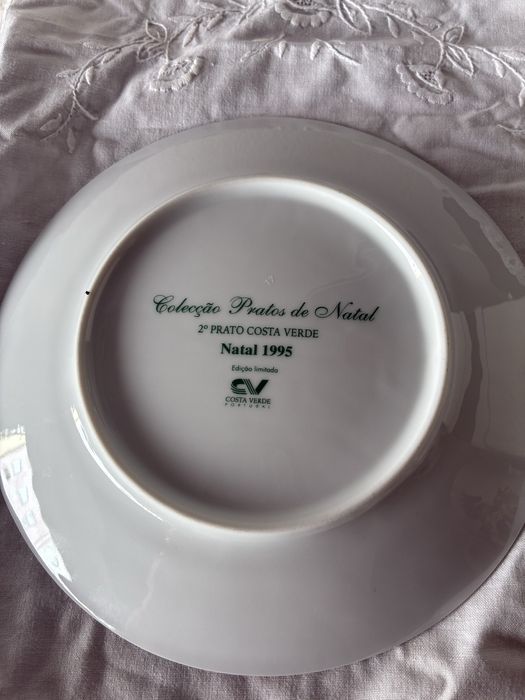 Colecção Pratos de Natal
2º PRATO COSTA VERDE
Natal 1995
Edição limitada
CV
COSTA VERDE
PORTUGAL